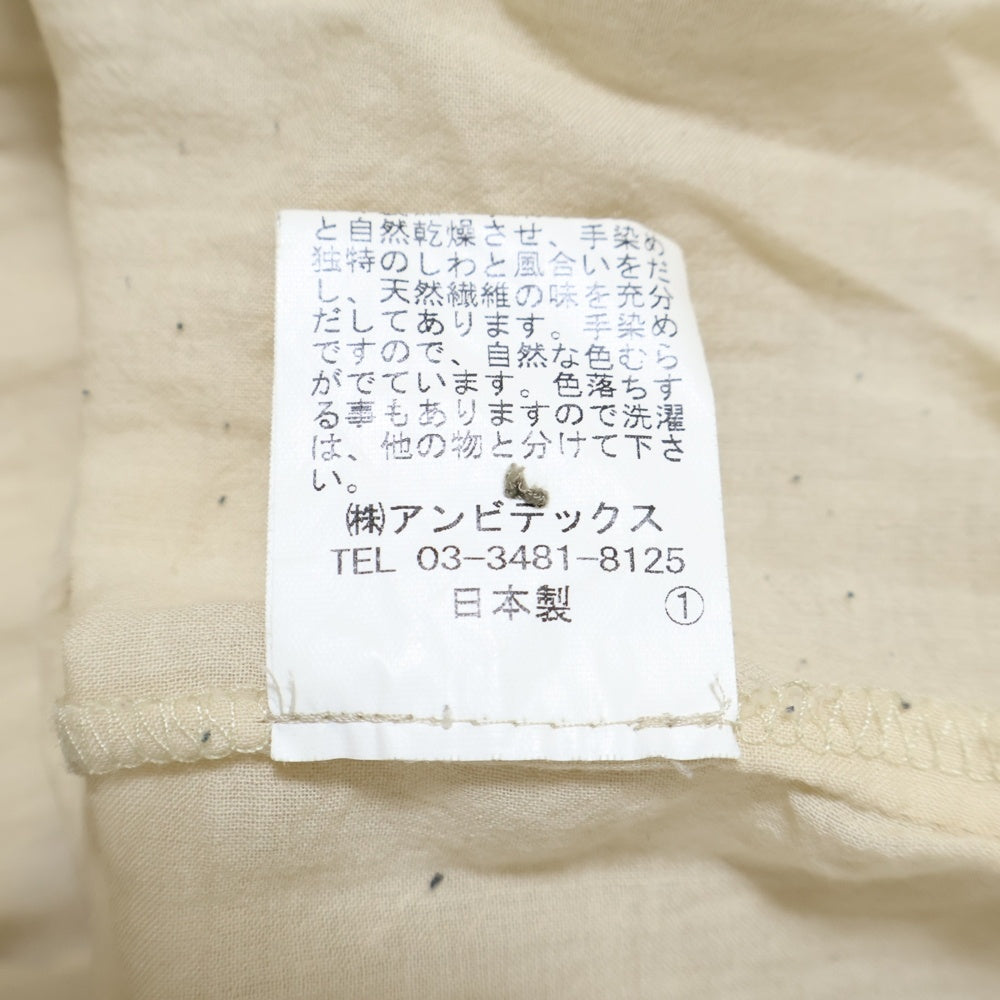 と自然乾燥させ、手染め
独特のしわと風合いをだ
し、天然繊維の味を充分
だしてあります。手染め
ですので、自然な色むら
がでています。色落ちす
る事もありますので洗濯
は、他の物と分けて下さ
い。
㈱アンビテックス
TEL 03-3481-8125
日本製 ①